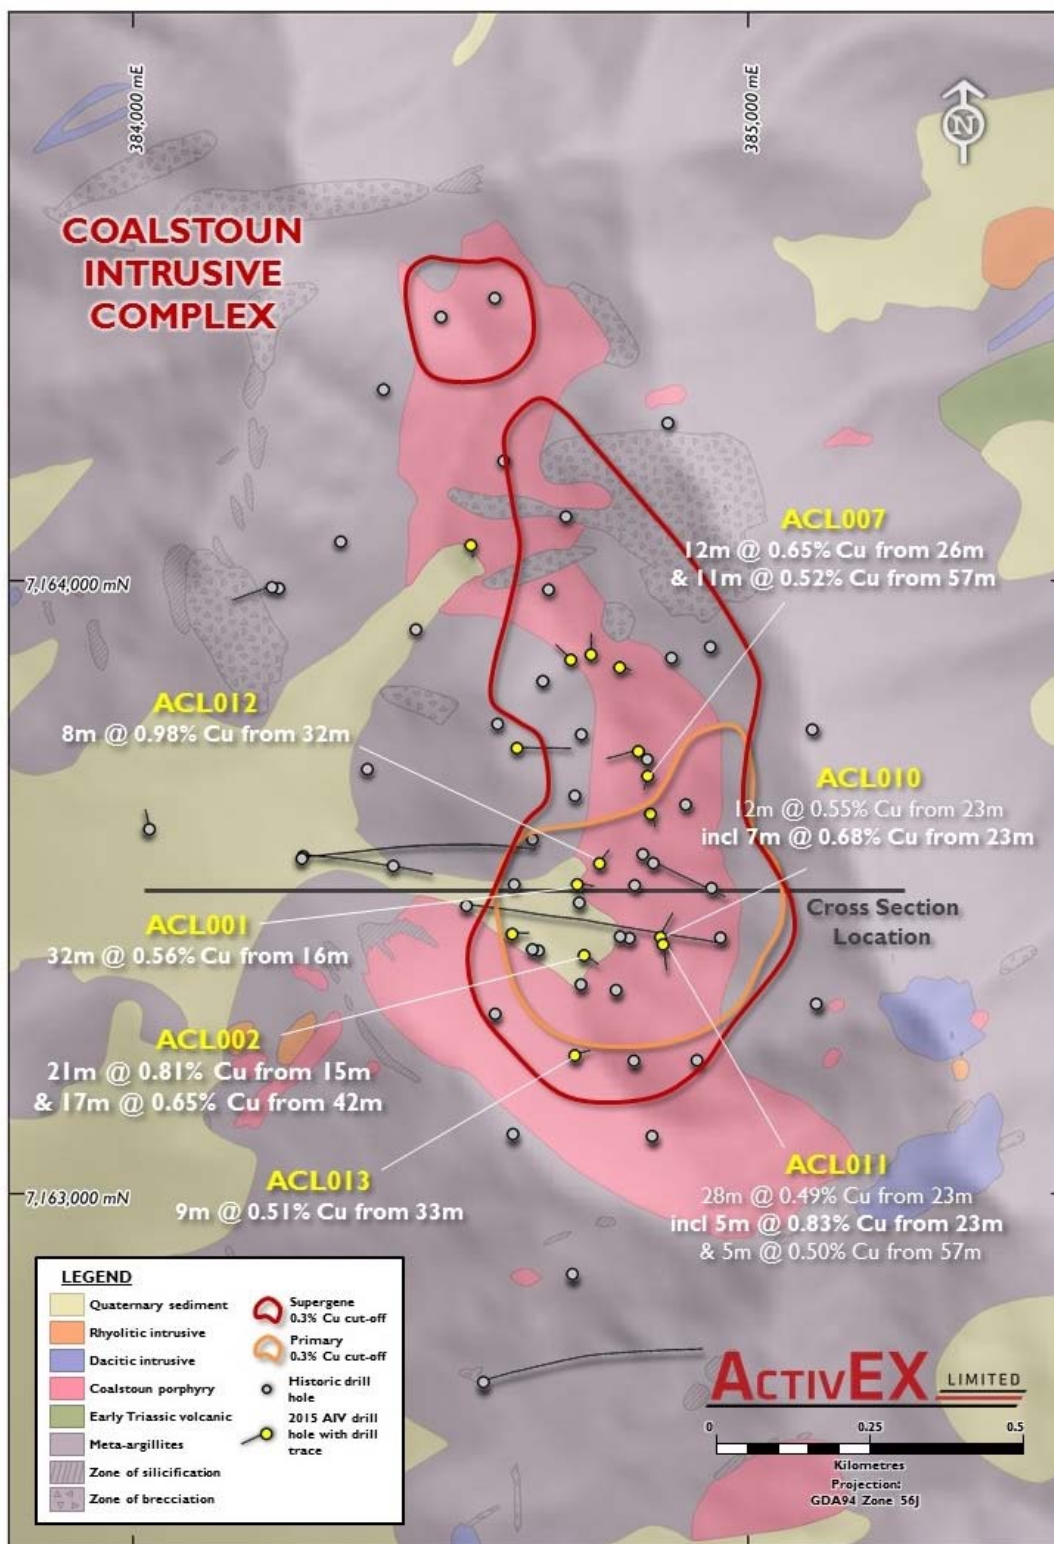 384,000 mE
385,000 mE
N
COALSTOUN
INTRUSIVE
COMPLEX
ACL007
12m @ 0.65% Cu from 26m
& 11m @ 0.52% Cu from 57m
7,164,000 mN
ACL012
8m @ 0.98% Cu from 32m
ACL010
12m @ 0.55% Cu from 23m
incl 7m @ 0.68% Cu from 23m
Cross Section
Location
ACL001
32m @ 0.56% Cu from 16m
ACL002
21m @ 0.81% Cu from 15m
& 17m @ 0.65% Cu from 42m
ACL013
9m @ 0.51% Cu from 33m
ACL011
28m @ 0.49% Cu from 23m
incl 5m @ 0.83% Cu from 23m
& 5m @ 0.50% Cu from 57m
7,163,000 mN
LEGEND
Quaternary sediment
Rhyolitic intrusive
Dacitic intrusive
Coalstoun porphyry
Early Triassic volcanic
Meta-argillites
Zone of silicification
Zone of brecciation
Supergene
0.3% Cu cut-off
Primary
0.3% Cu cut-off
Historic drill
hole
2015 AIV drill
hole with drill
trace
ACTIVEX LIMITED
0 0.25 0.5
Kilometres
Projection:
GDA94 Zone 56J